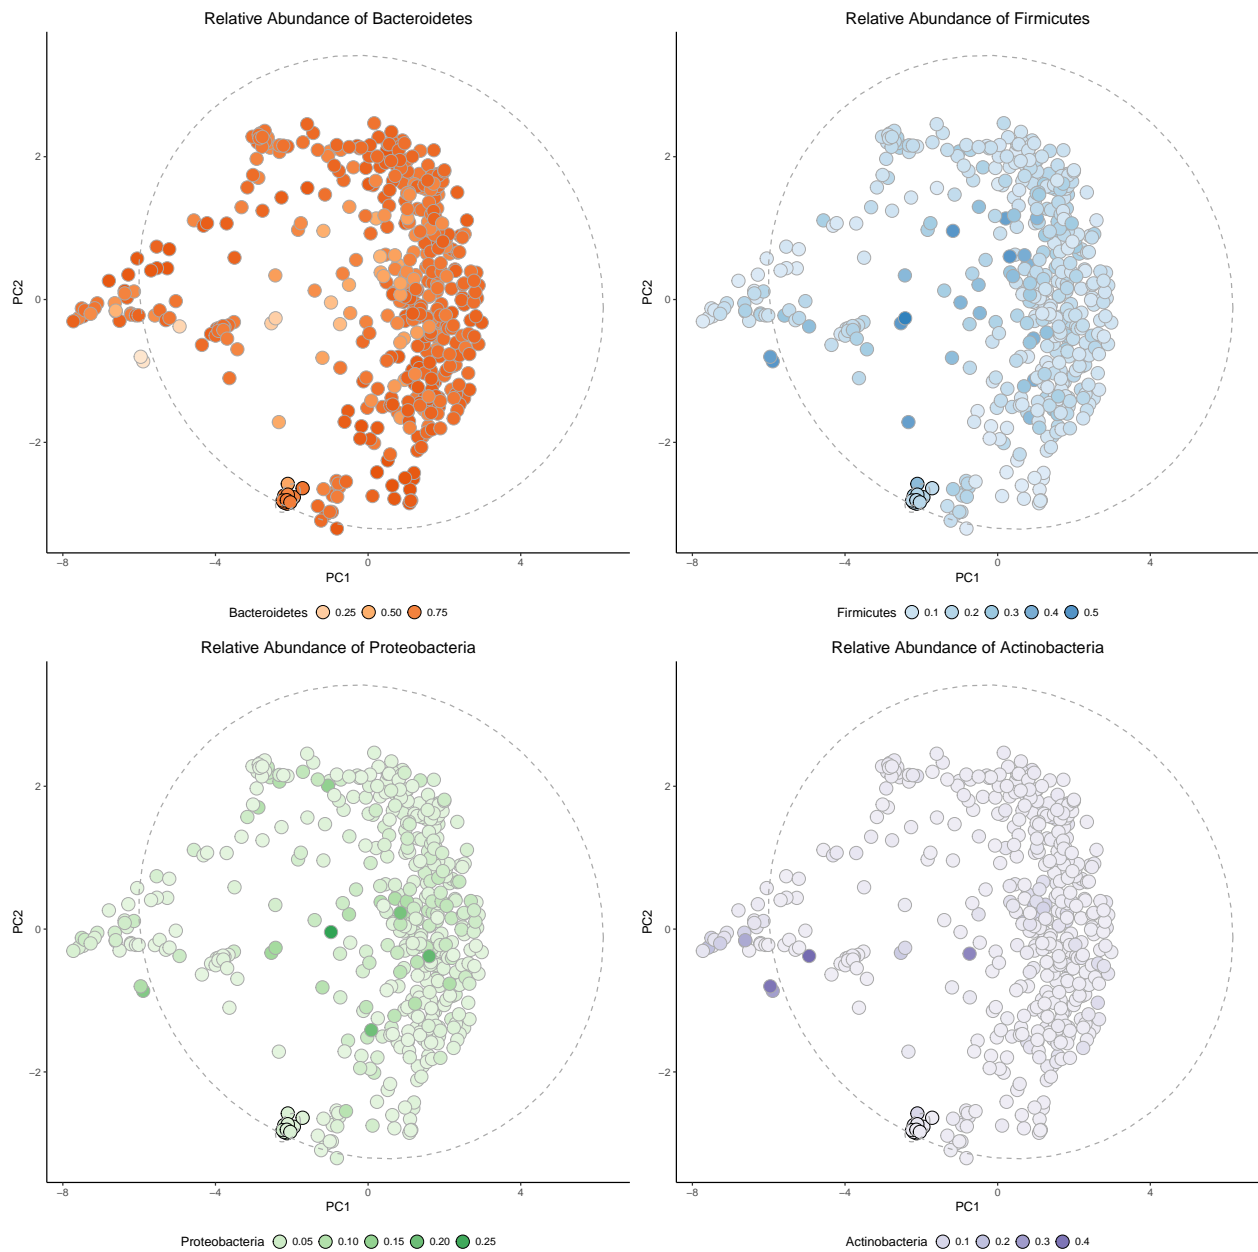 Relative Abundance of Bacteroidetes
PC2
2
0
−2
−8
−4
0
4
PC1
Bacteroidetes 0.25 0.50 0.75
Relative Abundance of Firmicutes
PC2
2
0
−2
−8
−4
0
4
PC1
Firmicutes 0.1 0.2 0.3 0.4 0.5
Relative Abundance of Proteobacteria
PC2
2
0
−2
−8
−4
0
4
PC1
Proteobacteria 0.05 0.10 0.15 0.20 0.25
Relative Abundance of Actinobacteria
PC2
2
0
−2
−8
−4
0
4
PC1
Actinobacteria 0.1 0.2 0.3 0.4